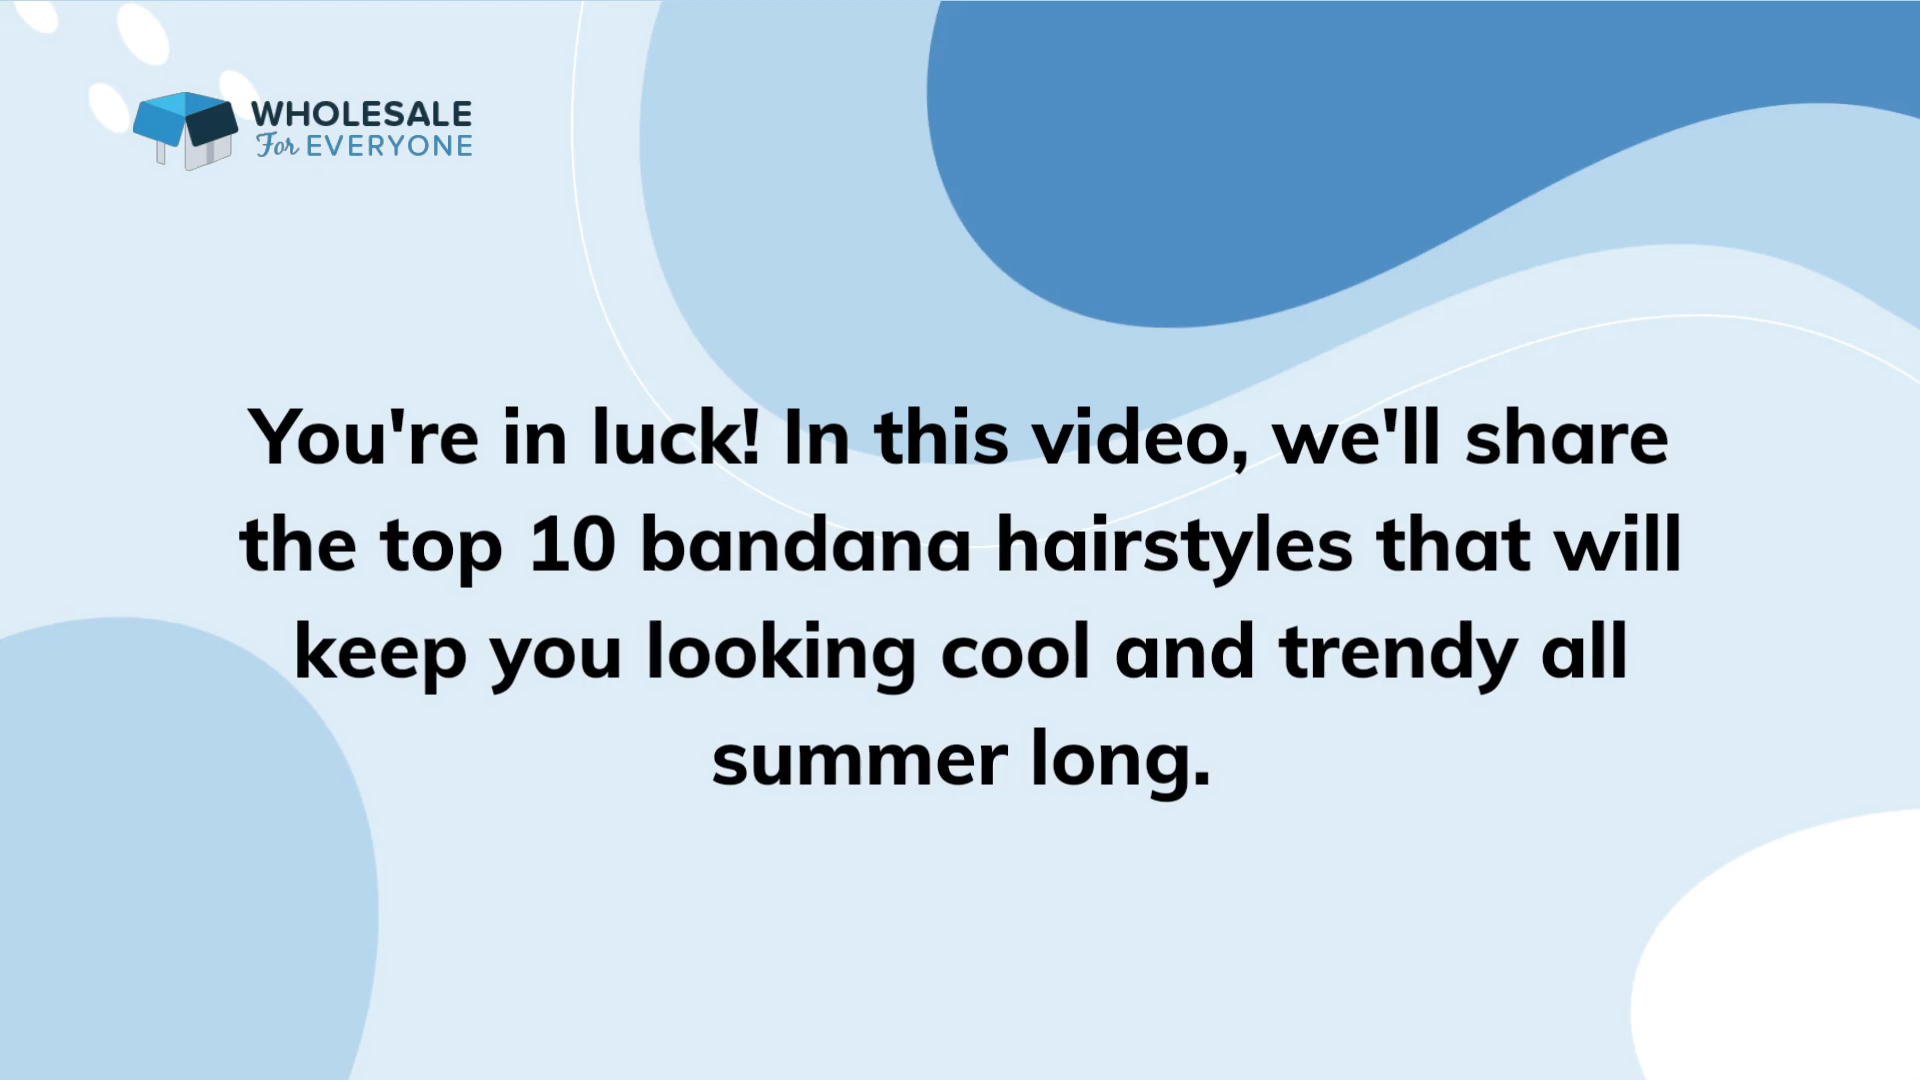 WHOLESALE
For EVERYONE
You're in luck! In this video, we'll share
the top 10 bandana hairstyles that will
keep you looking cool and trendy all
summer long.